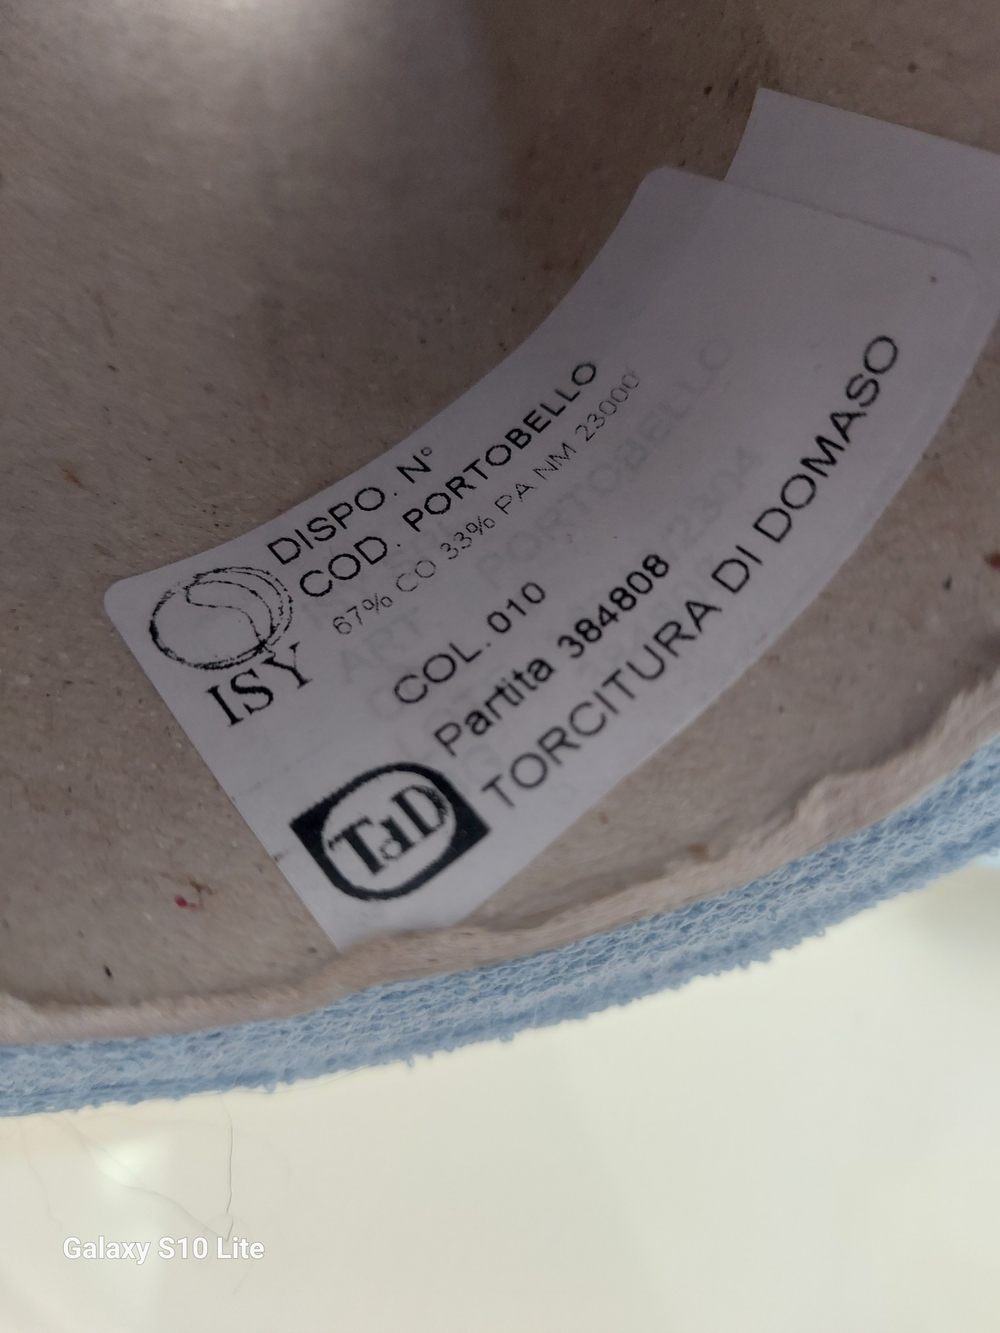 DISPO. N°
COD. PORTOBELLO
67% CO 33% PA NM 23000
ISY
COL. 010
Partita 384808
TdD
TORCITURA DI DOMASO
Galaxy S10 Lite